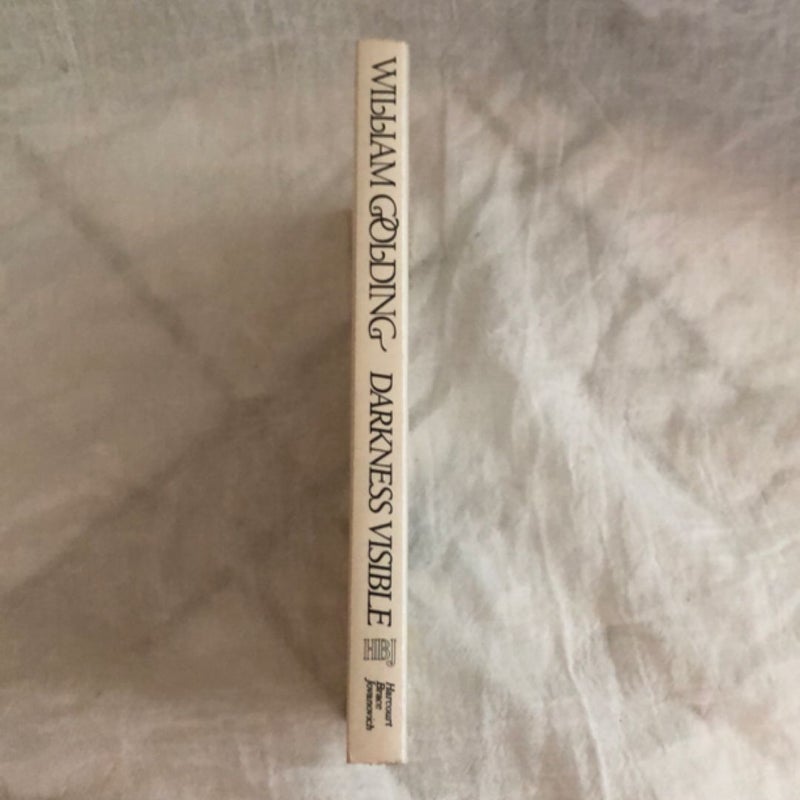 WILLIAM GOLDING DARKNESS VISIBLE
HBJ
Harcourt
Brace
Jovanovich